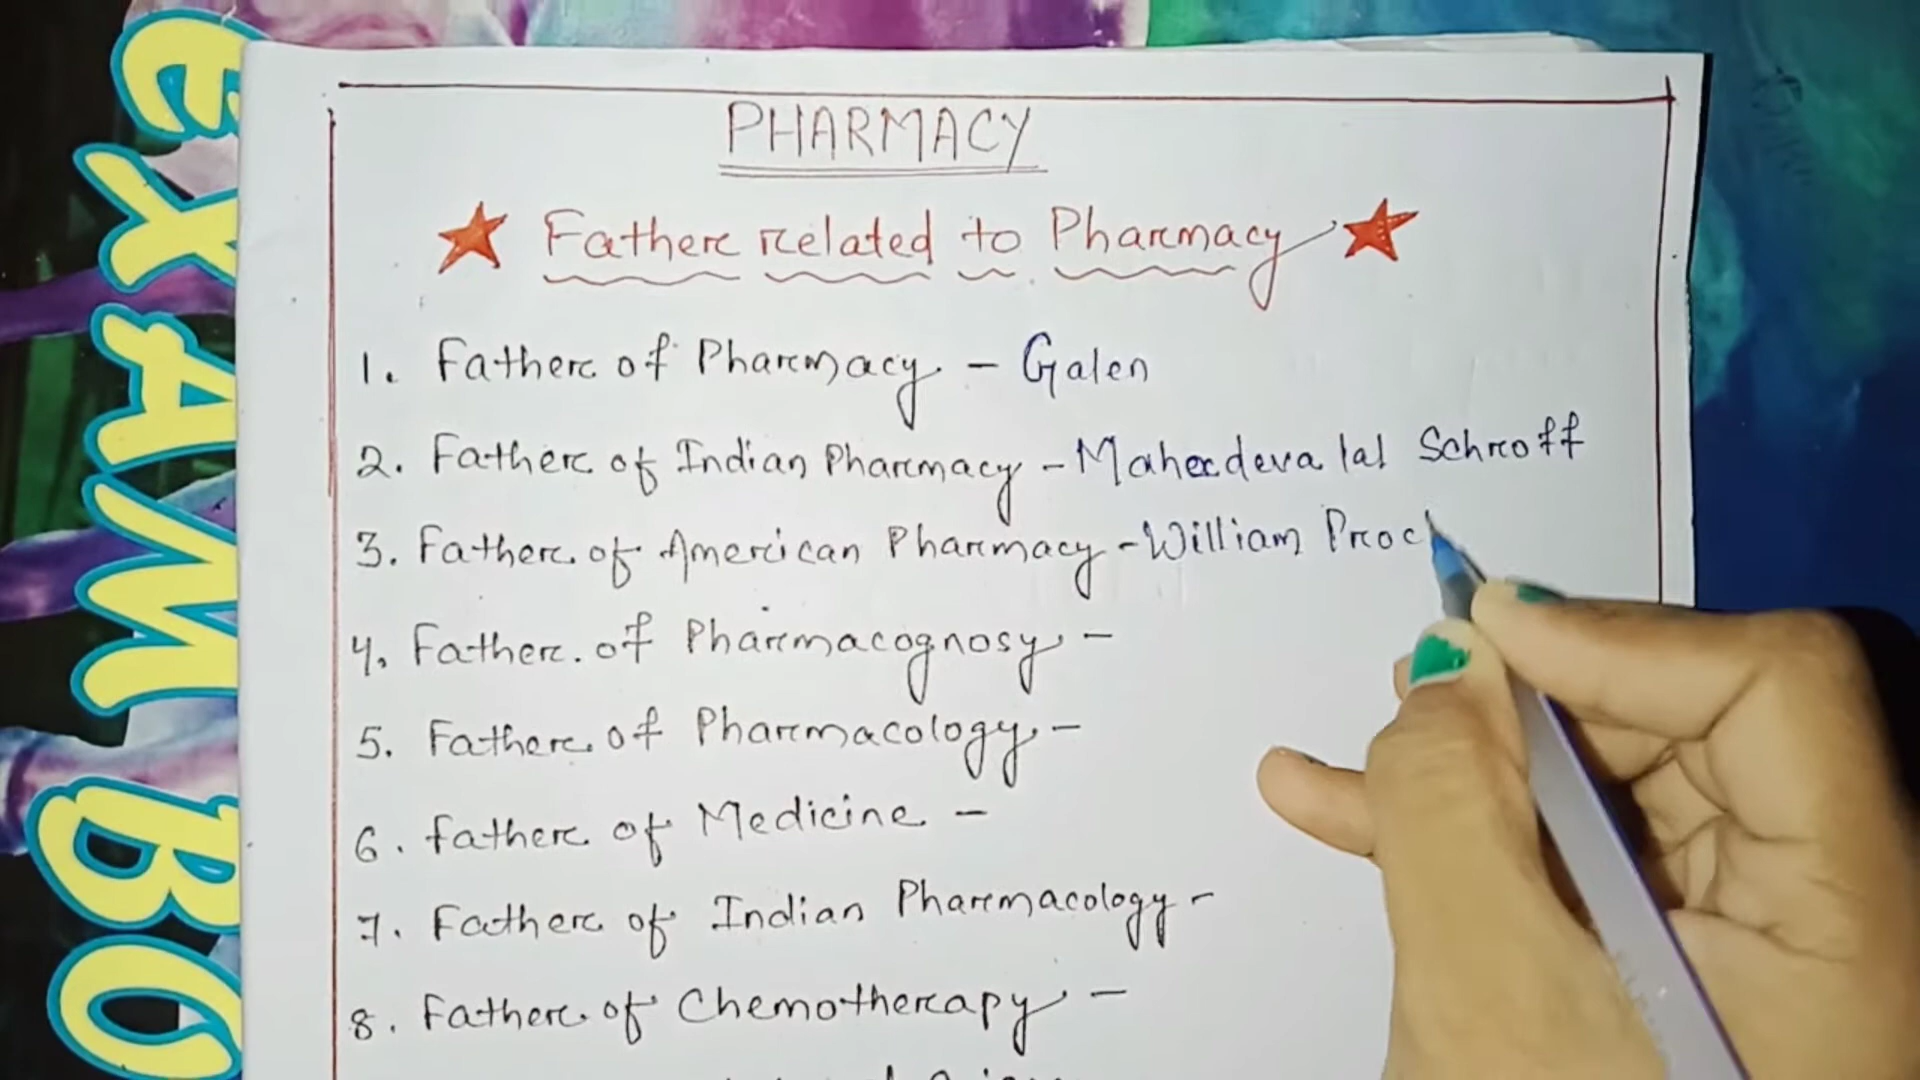 EXAM BO
PHARMACY
Father related to Pharmacy
1. Father of Pharmacy - Galen
2. Father of Indian Pharmacy - Mahadeva lal Schroff
3. Father of American Pharmacy - William Proc
4. Father of Pharmacognosy -
5. Father of Pharmacology -
6. father of Medicine -
7. Father of Indian Pharmacology -
8. Father of Chemotherapy -